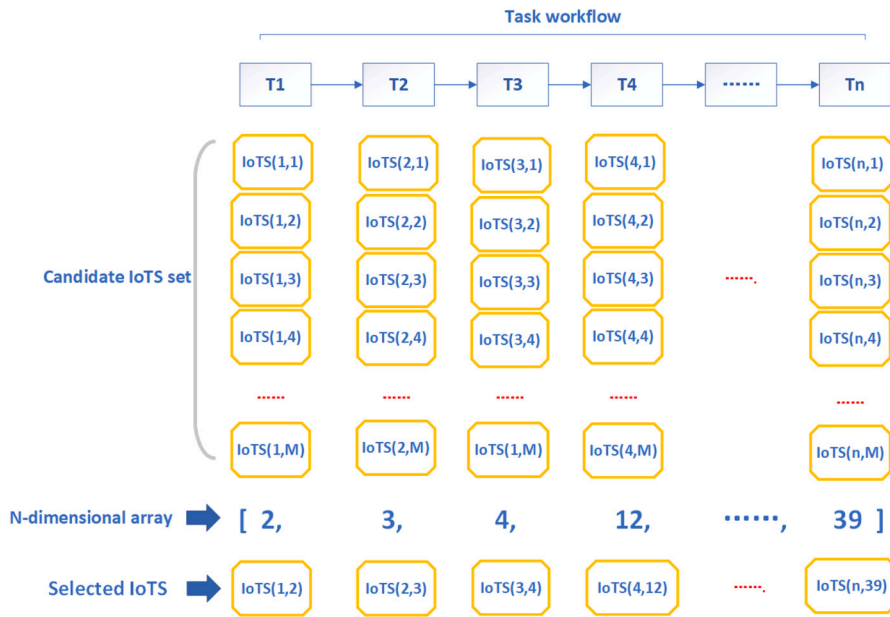 Task workflow
T1 T2 T3 T4 ...... Tn
IoTS(1,1) IoTS(2,1) IoTS(3,1) IoTS(4,1) IoTS(n,1)
IoTS(1,2) IoTS(2,2) IoTS(3,2) IoTS(4,2) IoTS(n,2)
Candidate IoTS set IoTS(1,3) IoTS(2,3) IoTS(3,3) IoTS(4,3) ....... IoTS(n,3)
IoTS(1,4) IoTS(2,4) IoTS(3,4) IoTS(4,4) IoTS(n,4)
...... ...... ...... ...... ......
IoTS(1,M) IoTS(2,M) IoTS(1,M) IoTS(4,M) IoTS(n,M)
N-dimensional array [ 2, 3, 4, 12, ......, 39 ]
Selected IoTS IoTS(1,2) IoTS(2,3) IoTS(3,4) IoTS(4,12) ....... IoTS(n,39)